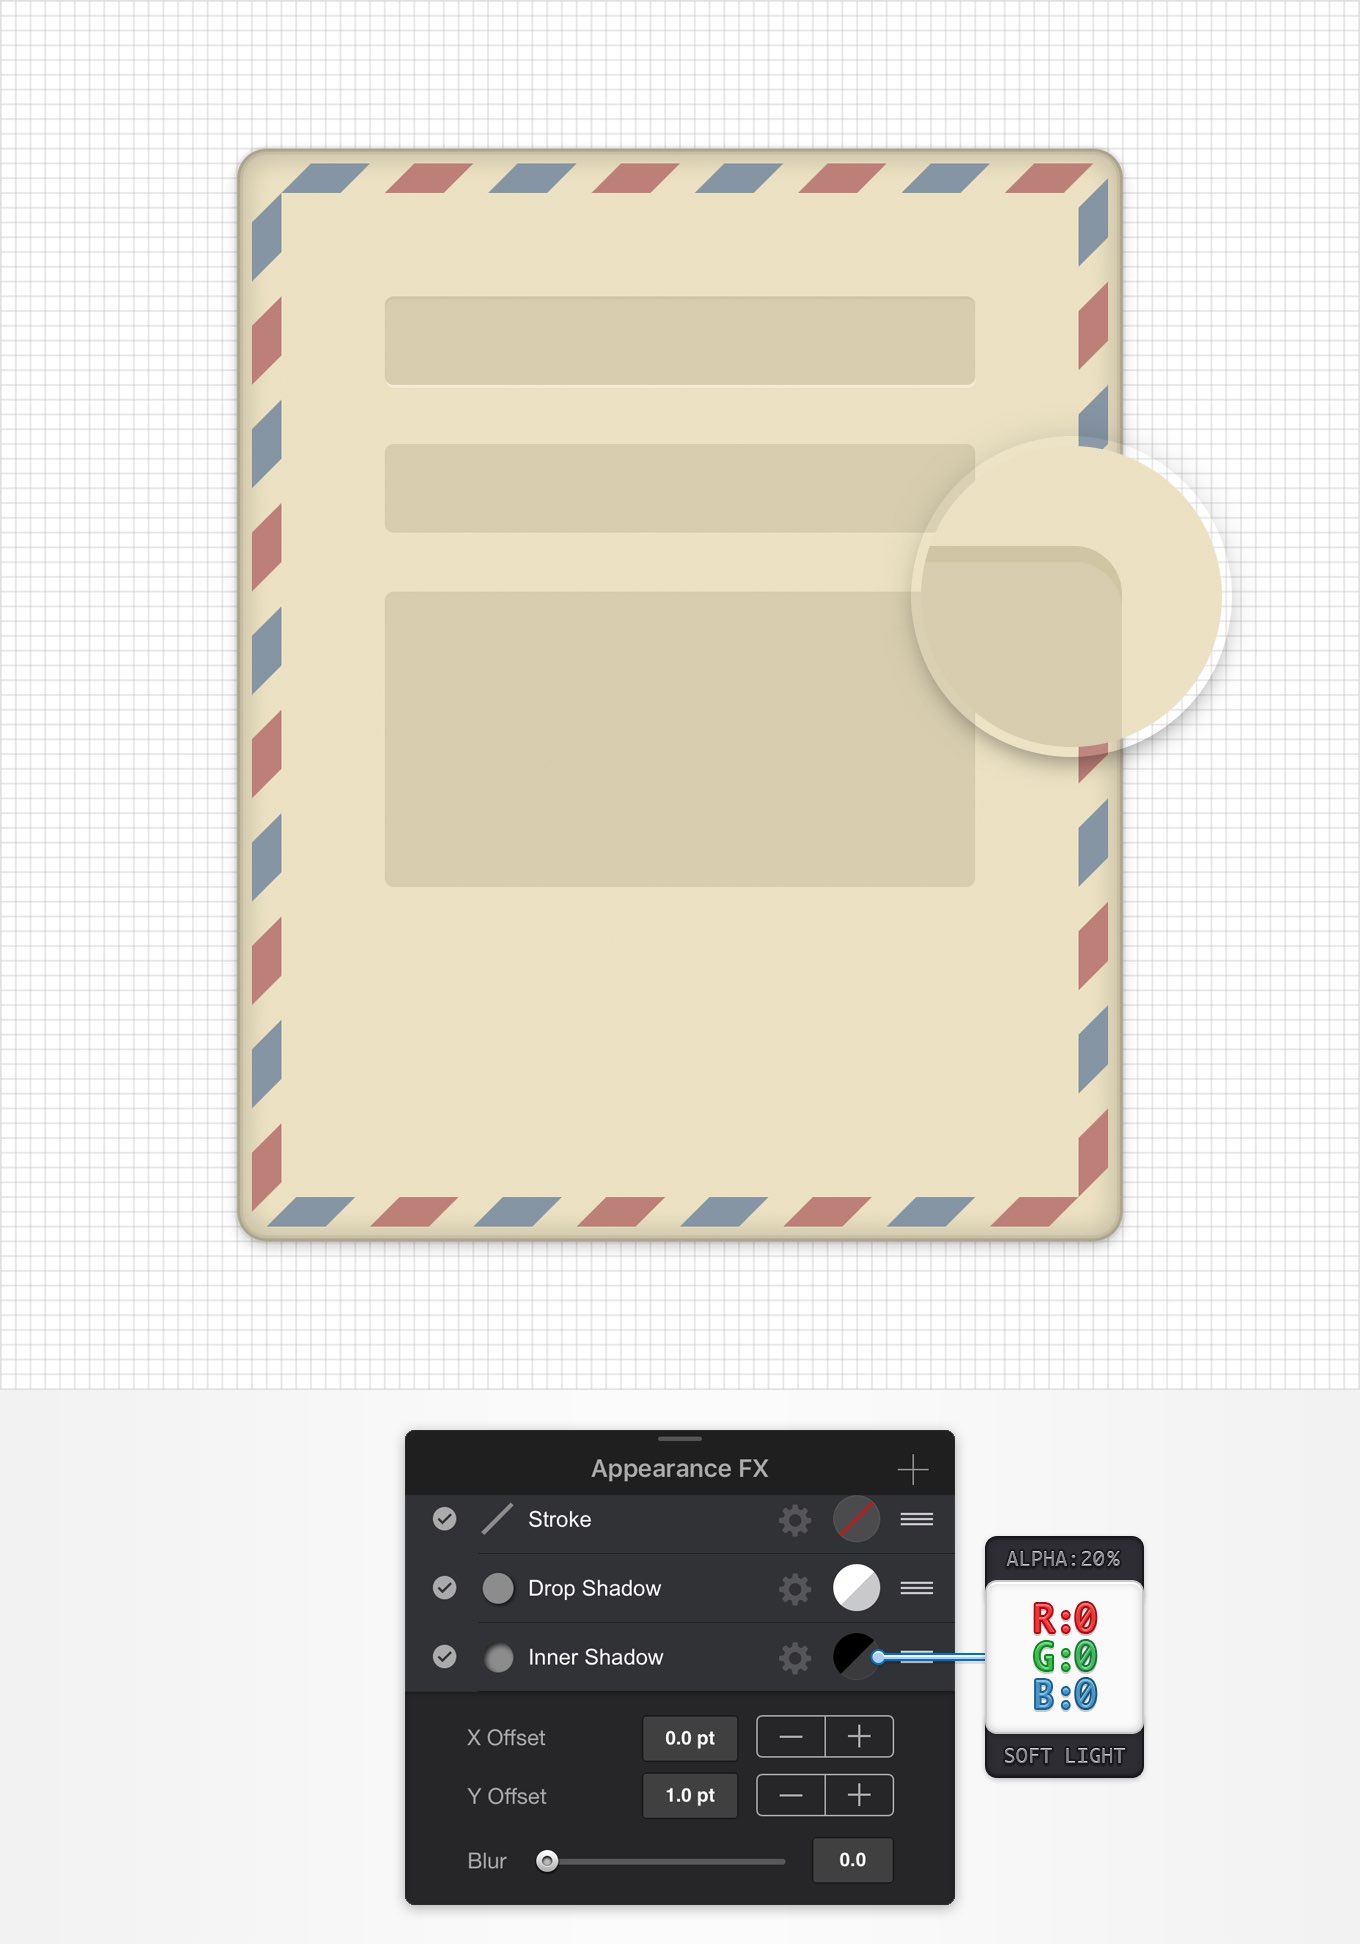 Appearance FX
Stroke
Drop Shadow
Inner Shadow
X Offset 0.0 pt
Y Offset 1.0 pt
Blur 0.0
ALPHA:20%
R:0
G:0
B:0
SOFT LIGHT